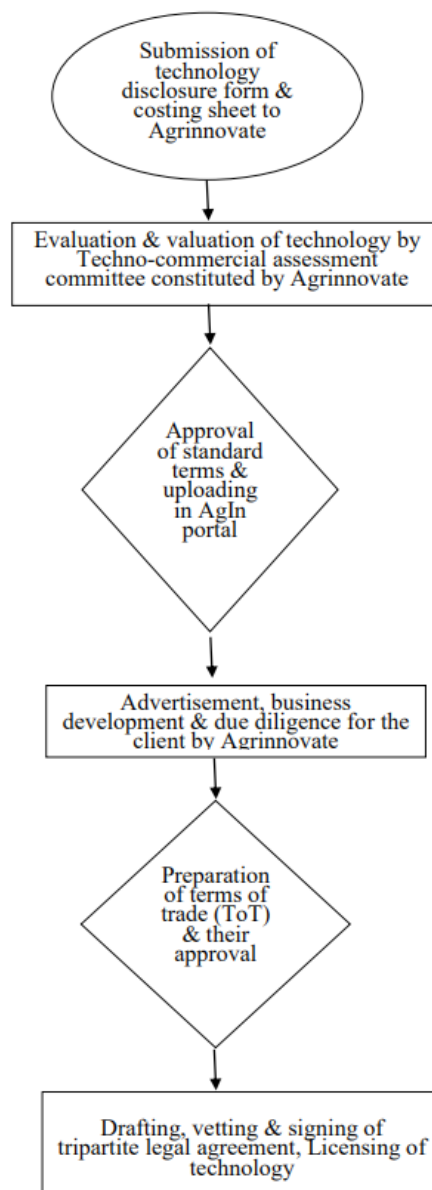 Submission of
technology
disclosure form &
costing sheet to
Agrinnovate
Evaluation & valuation of technology by
Techno-commercial assessment
committee constituted by Agrinnovate
Approval
of standard
terms &
uploading
in AgIn
portal
Advertisement, business
development & due diligence for the
client by Agrinnovate
Preparation
of terms of
trade (ToT)
& their
approval
Drafting, vetting & signing of
tripartite legal agreement, Licensing of
technology